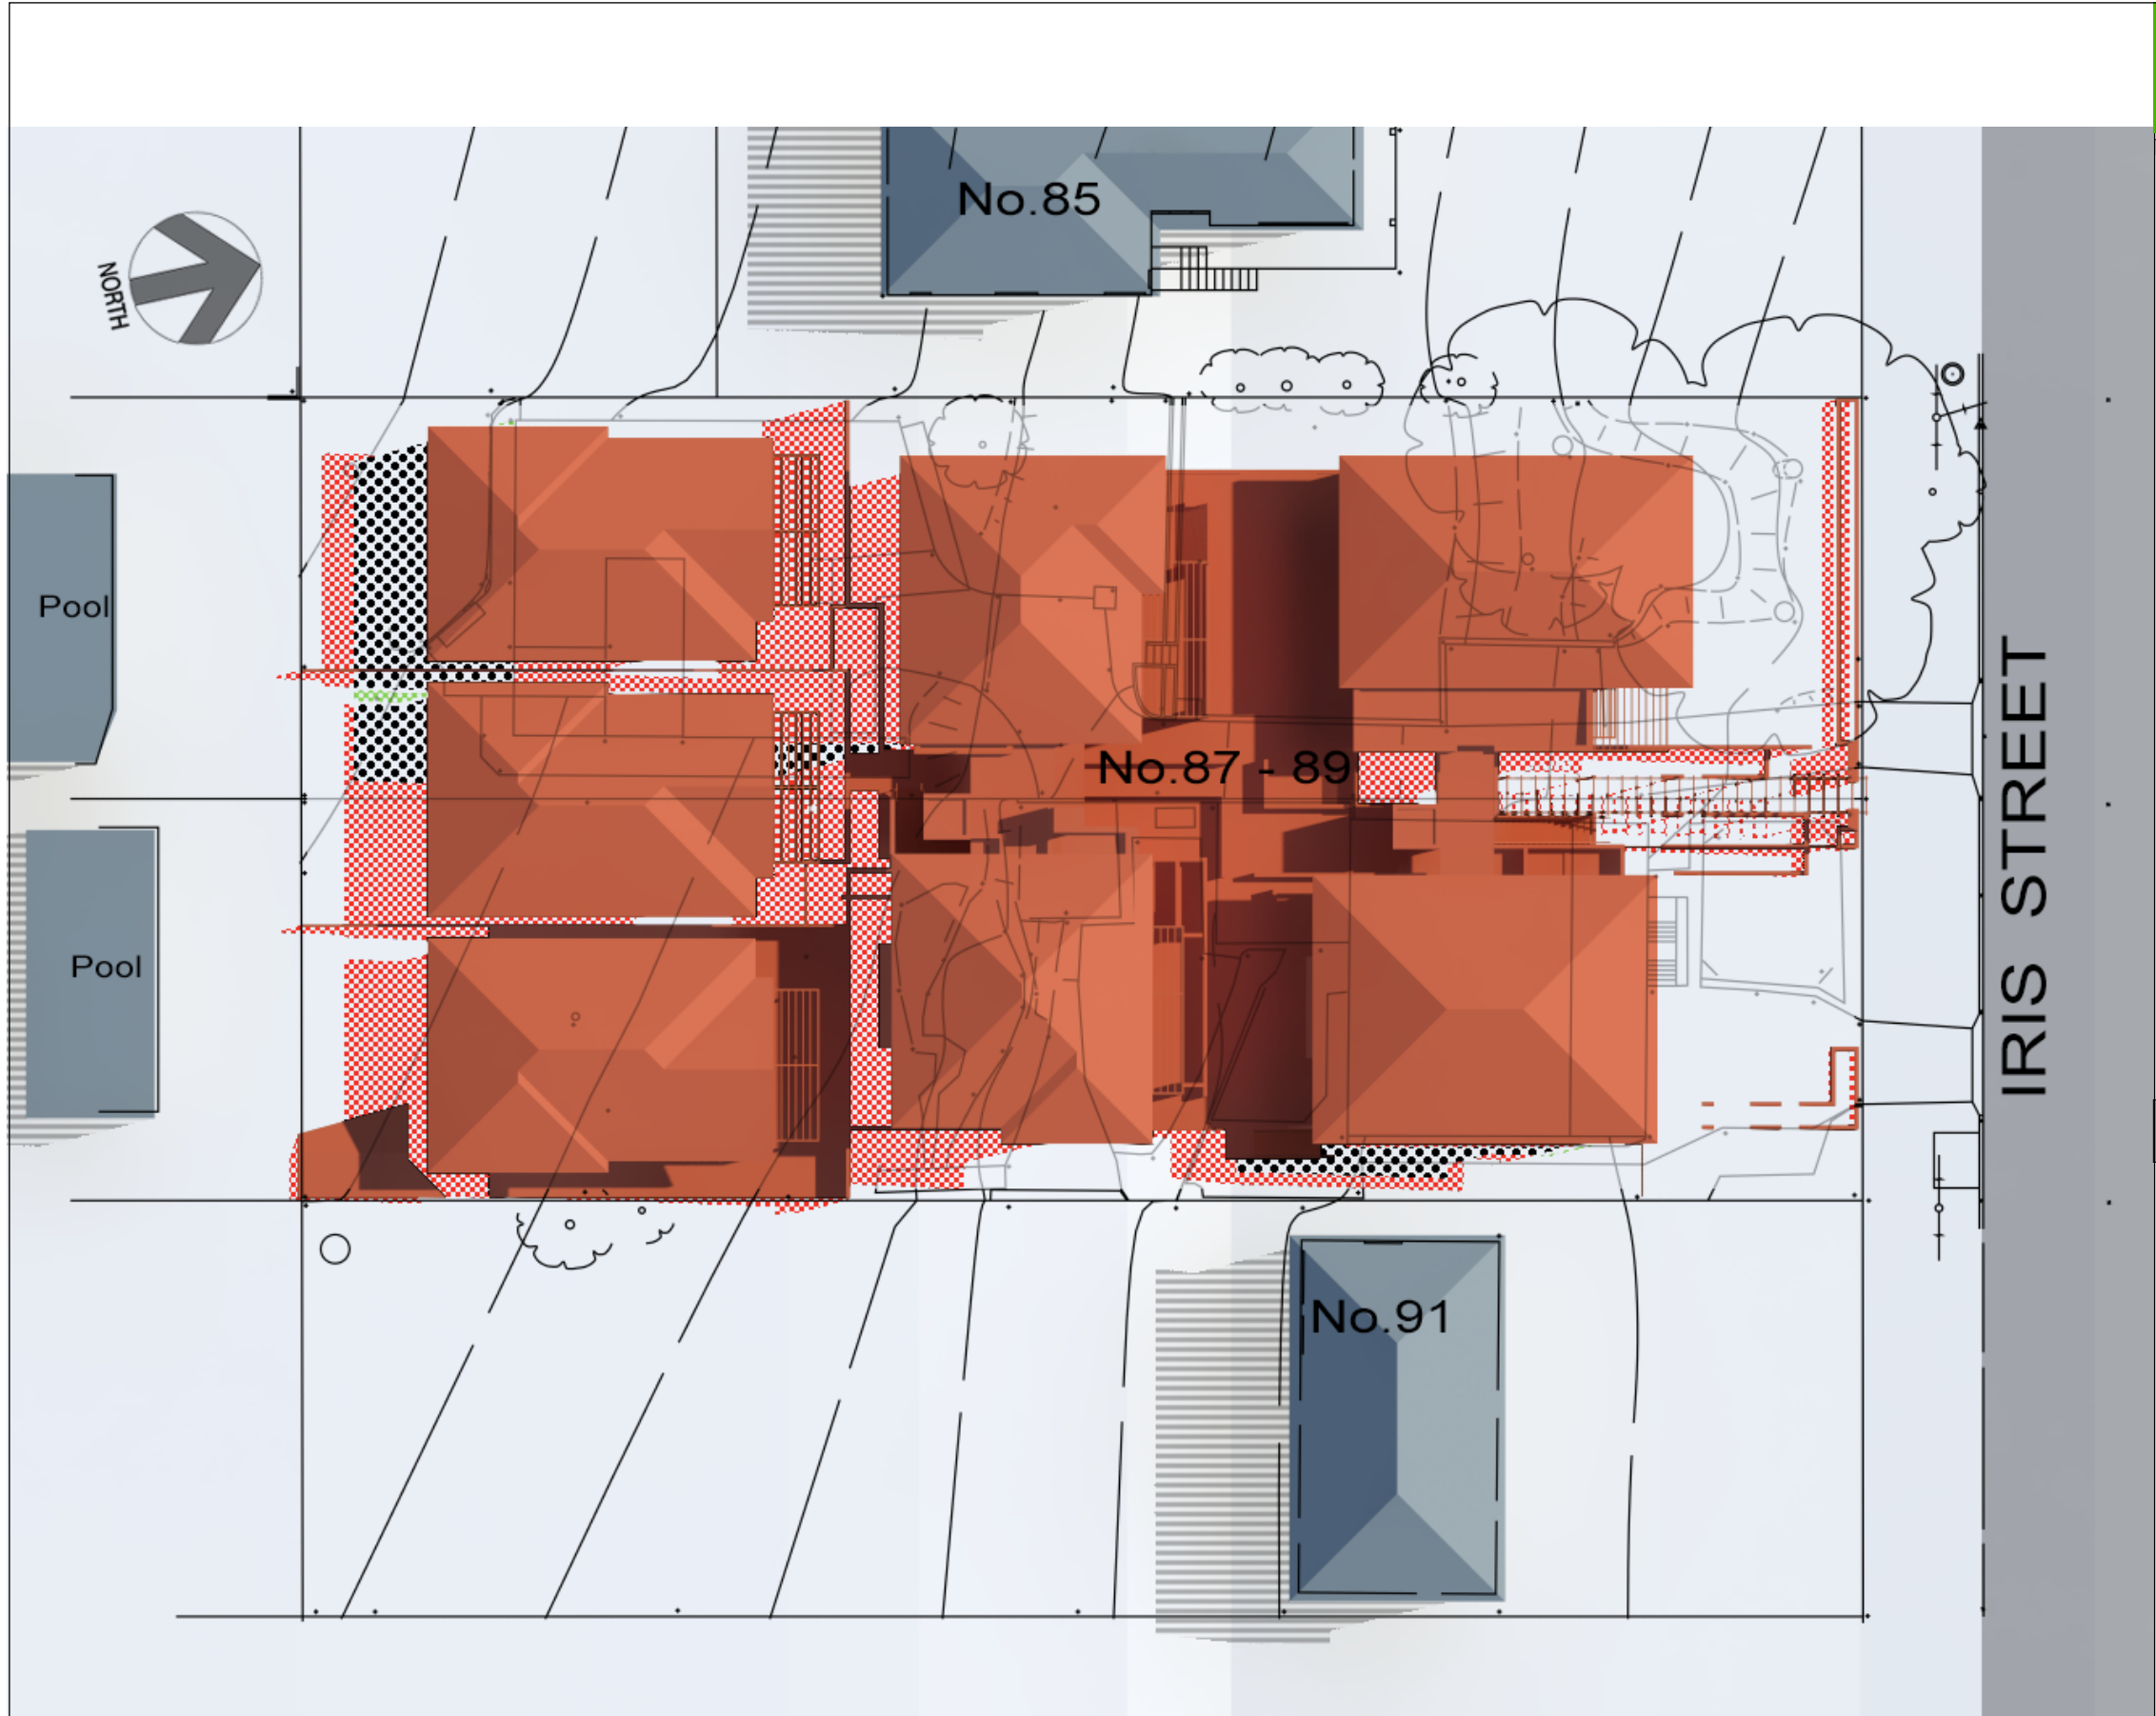 No.85
NORTH
Pool
No.87 - 89
IRIS STREET
Pool
No.91